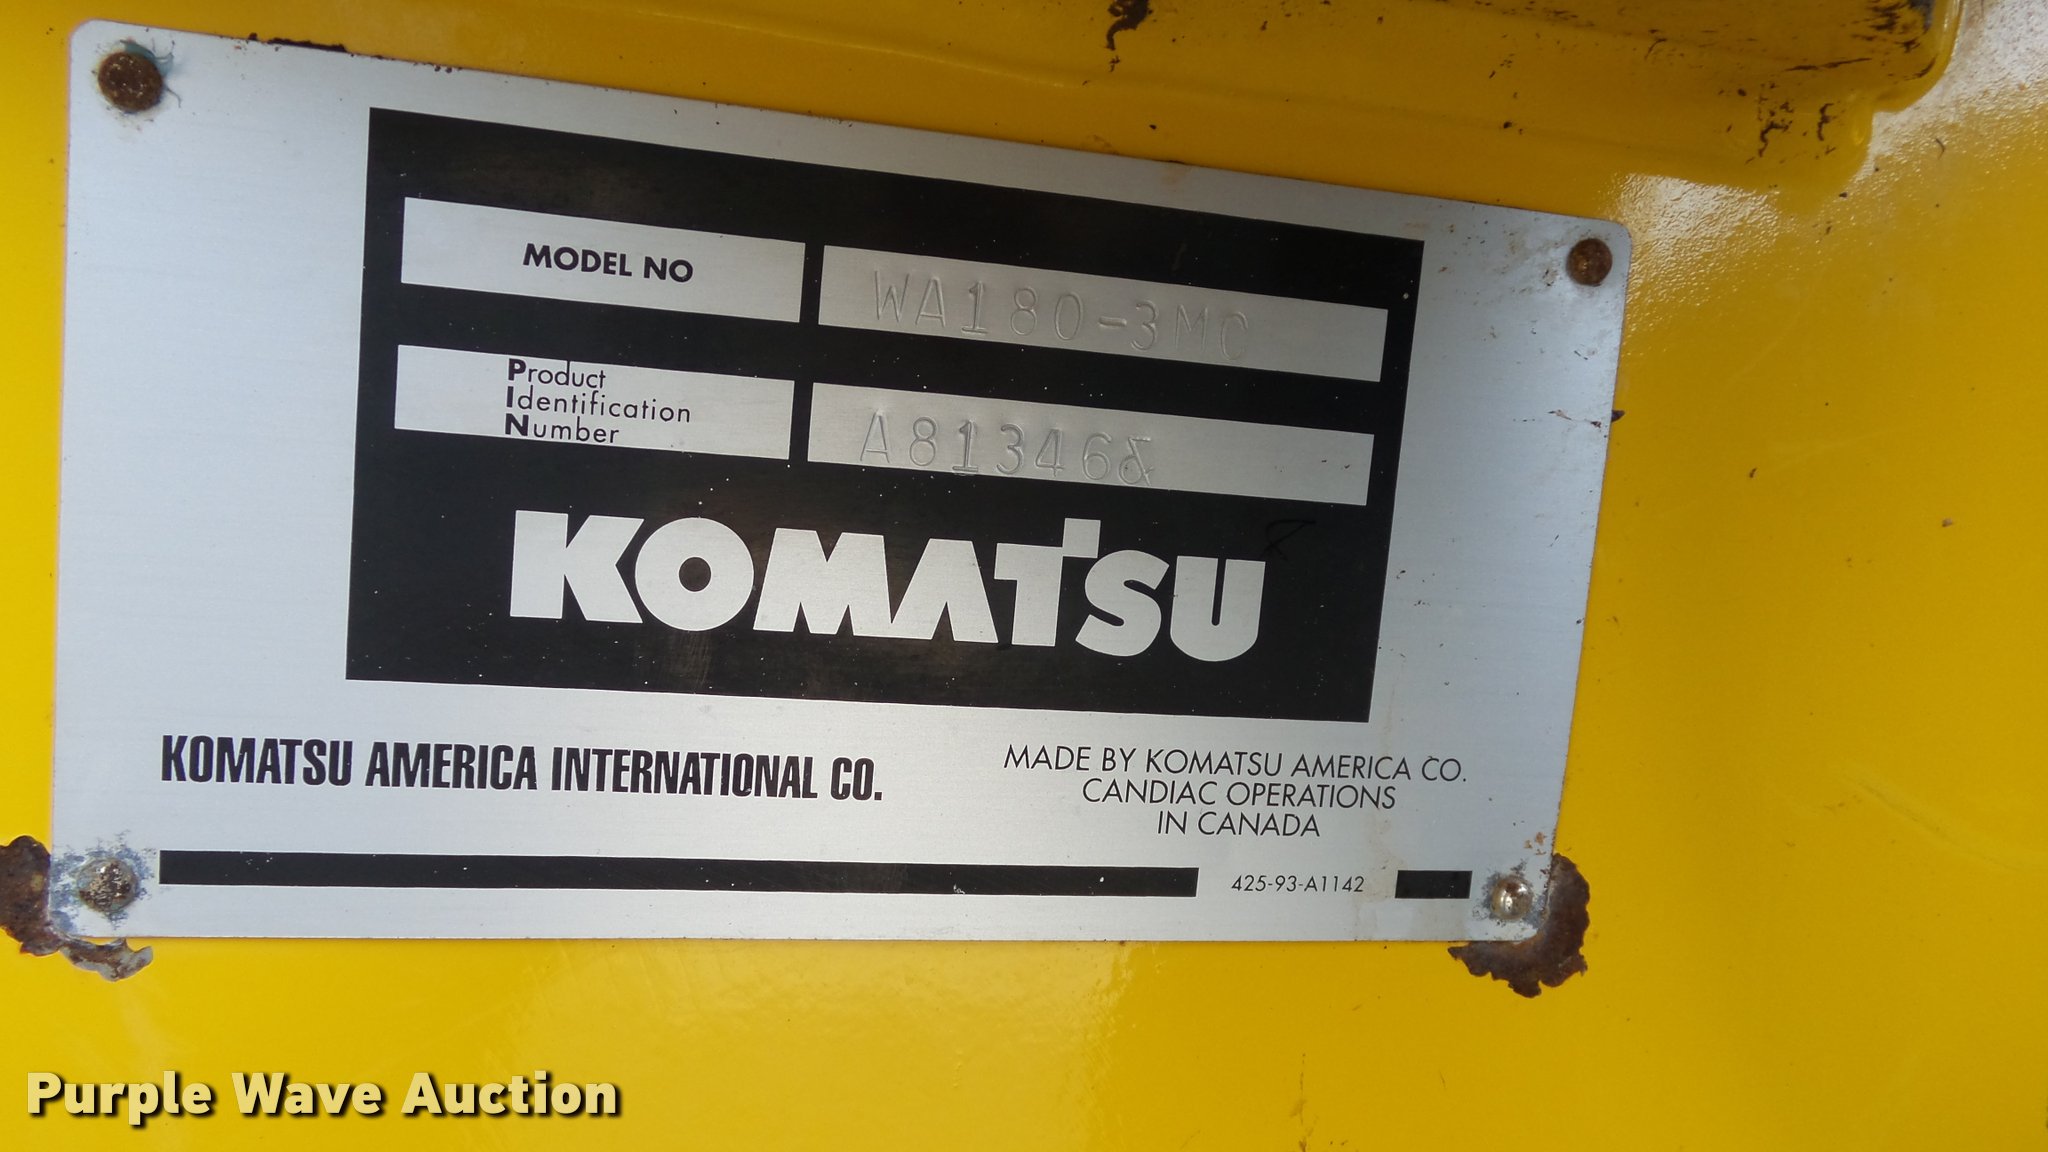 MODEL NO
WA180-3MC
Product
Identification
Number
A813468
KOMATSU
KOMATSU AMERICA INTERNATIONAL CO.
MADE BY KOMATSU AMERICA CO.
CANDIAC OPERATIONS
IN CANADA
425-93-A1142
Purple Wave Auction